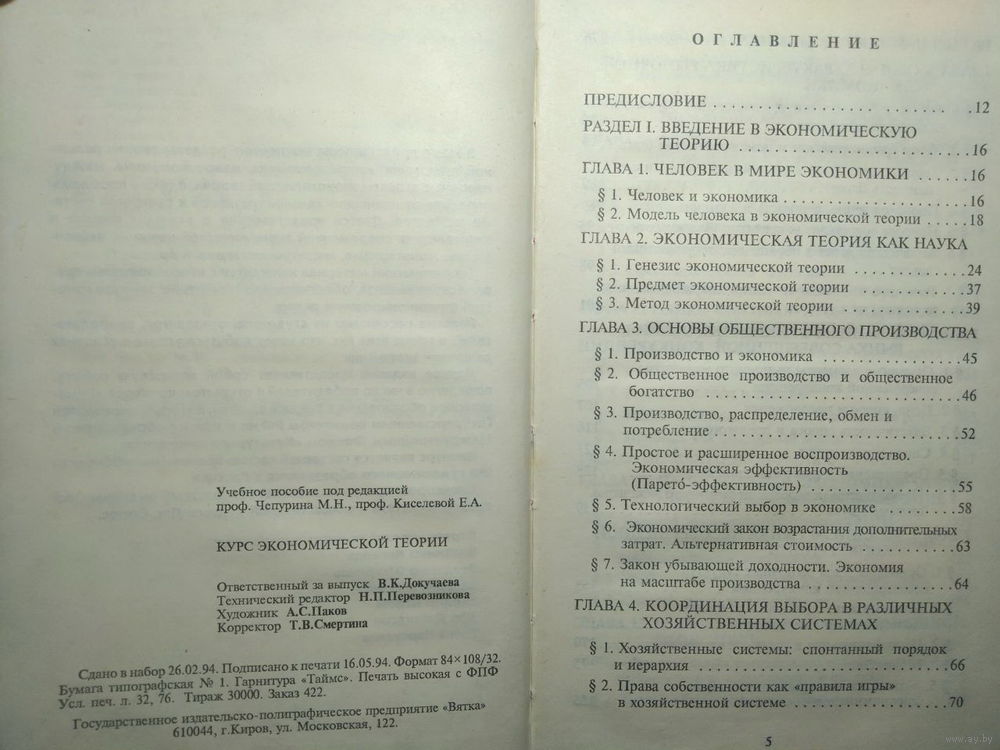 Учебное пособие под редакцией
проф. Чепурина М.Н., проф. Киселевой Е.А.
КУРС ЭКОНОМИЧЕСКОЙ ТЕОРИИ
Ответственный за выпуск В.К.Докучаева
Технический редактор Н.П.Перевозникова
Художник А.С.Паков
Корректор Т.В.Смертина
Сдано в набор 26.02.94. Подписано к печати 16.05.94. Формат 84×108/32.
Бумага типографская № 1. Гарнитура «Таймс». Печать высокая с ФПФ
Усл. печ. л. 32, 76. Тираж 30000. Заказ 422.
Государственное издательско-полиграфическое предприятие «Вятка»
610044, г.Киров, ул. Московская, 122.
ОГЛАВЛЕНИЕ
ПРЕДИСЛОВИЕ . . . . . . . . . . . . . . . . . . . . . . . .12
РАЗДЕЛ I. ВВЕДЕНИЕ В ЭКОНОМИЧЕСКУЮ
ТЕОРИЮ . . . . . . . . . . . . . . . . . . . . .16
ГЛАВА 1. ЧЕЛОВЕК В МИРЕ ЭКОНОМИКИ . . . . . .16
§ 1. Человек и экономика . . . . . . . . . . . . . . . . .16
§ 2. Модель человека в экономической теории . . . . .18
ГЛАВА 2. ЭКОНОМИЧЕСКАЯ ТЕОРИЯ КАК НАУКА
§ 1. Генезис экономической теории . . . . . . . . . . . .24
§ 2. Предмет экономической теории . . . . . . . . . . . .37
§ 3. Метод экономической теории . . . . . . . . . . . . .39
ГЛАВА 3. ОСНОВЫ ОБЩЕСТВЕННОГО ПРОИЗВОДСТВА
§ 1. Производство и экономика . . . . . . . . . . . . . .45
§ 2. Общественное производство и общественное
богатство . . . . . . . . . . . . . . . . . . . . . . .46
§ 3. Производство, распределение, обмен и
потребление . . . . . . . . . . . . . . . . . . . . . . .52
§ 4. Простое и расширенное воспроизводство.
Экономическая эффективность
(Парето́-эффективность) . . . . . . . . . . . . . . .55
§ 5. Технологический выбор в экономике . . . . . . . . .58
§ 6. Экономический закон возрастания дополнительных
затрат. Альтернативная стоимость . . . . . . . . . .63
§ 7. Закон убывающей доходности. Экономия
на масштабе производства . . . . . . . . . . . . . . .64
ГЛАВА 4. КООРДИНАЦИЯ ВЫБОРА В РАЗЛИЧНЫХ
ХОЗЯЙСТВЕННЫХ СИСТЕМАХ
§ 1. Хозяйственные системы: спонтанный порядок
и иерархия . . . . . . . . . . . . . . . . . . . . . . .66
§ 2. Права собственности как «правила игры»
в хозяйственной системе . . . . . . . . . . . . . . .70
5
www.ay.by